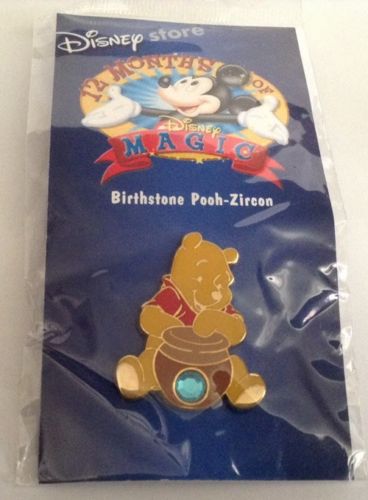 Disney store
12 MONTHS OF
Disney
MAGIC
Birthstone Pooh-Zircon